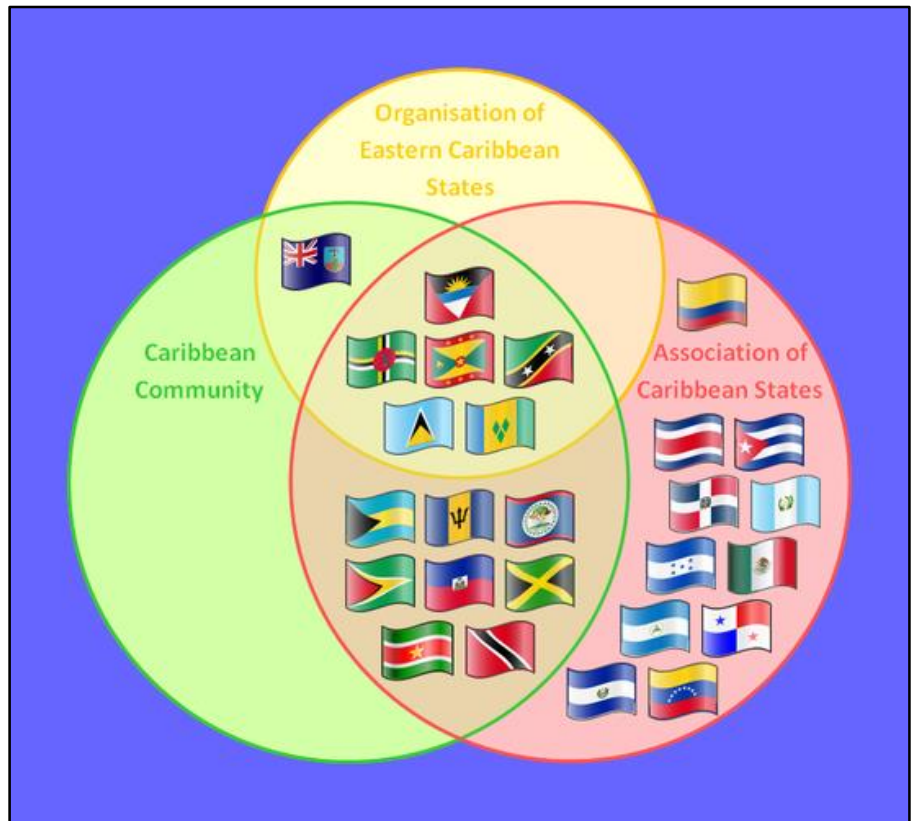 Organisation of
Eastern Caribbean
States
Caribbean
Community
Association of
Caribbean States